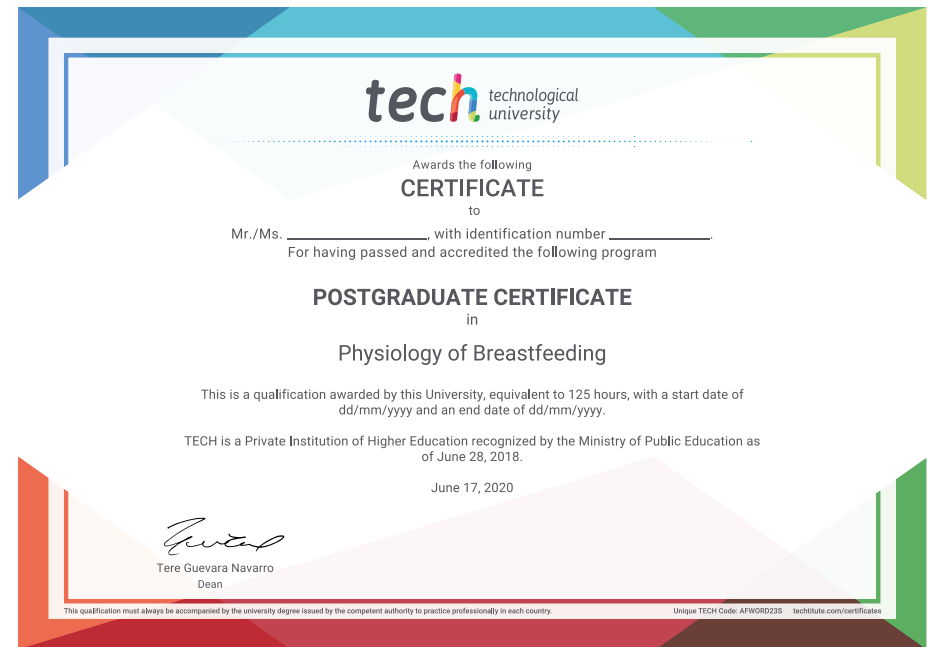 tech technological
university
Awards the following
CERTIFICATE
to
Mr./Ms. ____________________, with identification number ______________.
For having passed and accredited the following program
POSTGRADUATE CERTIFICATE
in
Physiology of Breastfeeding
This is a qualification awarded by this University, equivalent to 125 hours, with a start date of
dd/mm/yyyy and an end date of dd/mm/yyyy.
TECH is a Private Institution of Higher Education recognized by the Ministry of Public Education as
of June 28, 2018.
June 17, 2020
Tere Guevara Navarro
Dean
This qualification must always be accompanied by the university degree issued by the competent authority to practice professionally in each country.
Unique TECH Code: AFWORD23S techtitute.com/certificates